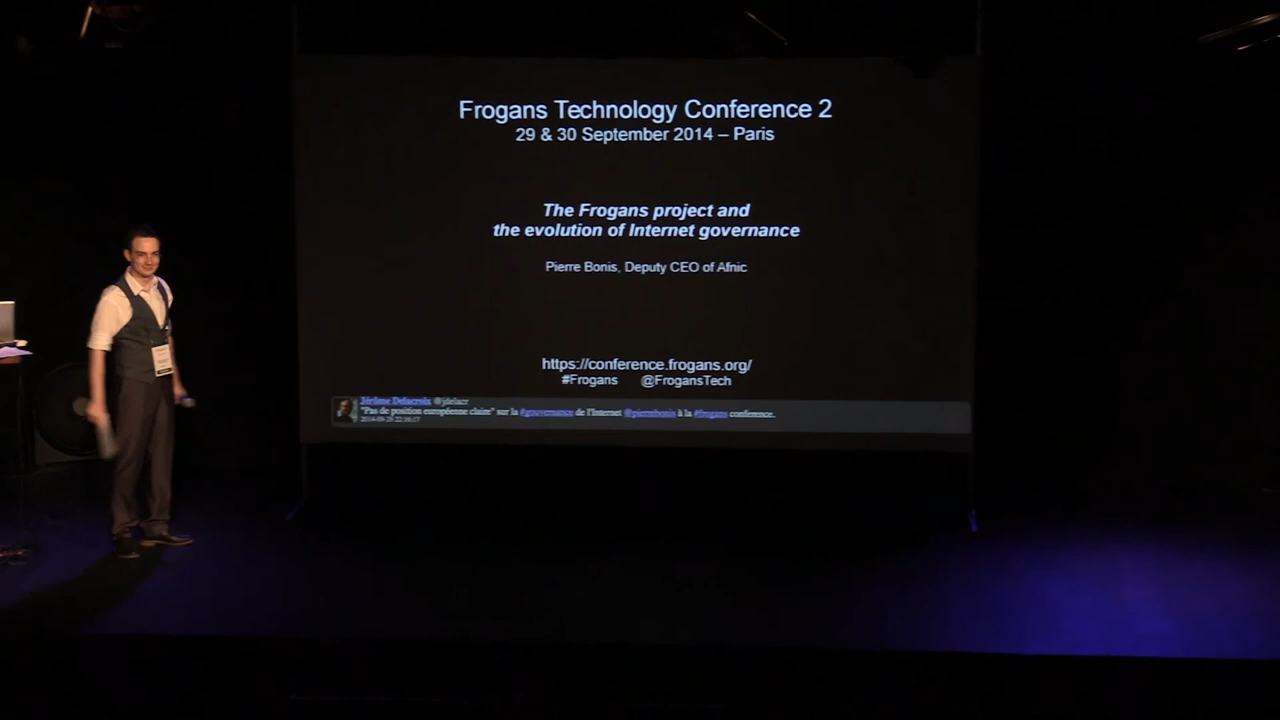 Frogans Technology Conference 2
29 & 30 September 2014 – Paris
The Frogans project and
the evolution of Internet governance
Pierre Bonis, Deputy CEO of Afnic
https://conference.frogans.org/
#Frogans @FrogansTech
Jérôme Delacroix @jdelacr
"Pas de position européenne claire" sur la #gouvernance de l'Internet @pierrebonis à la #frogans conference.